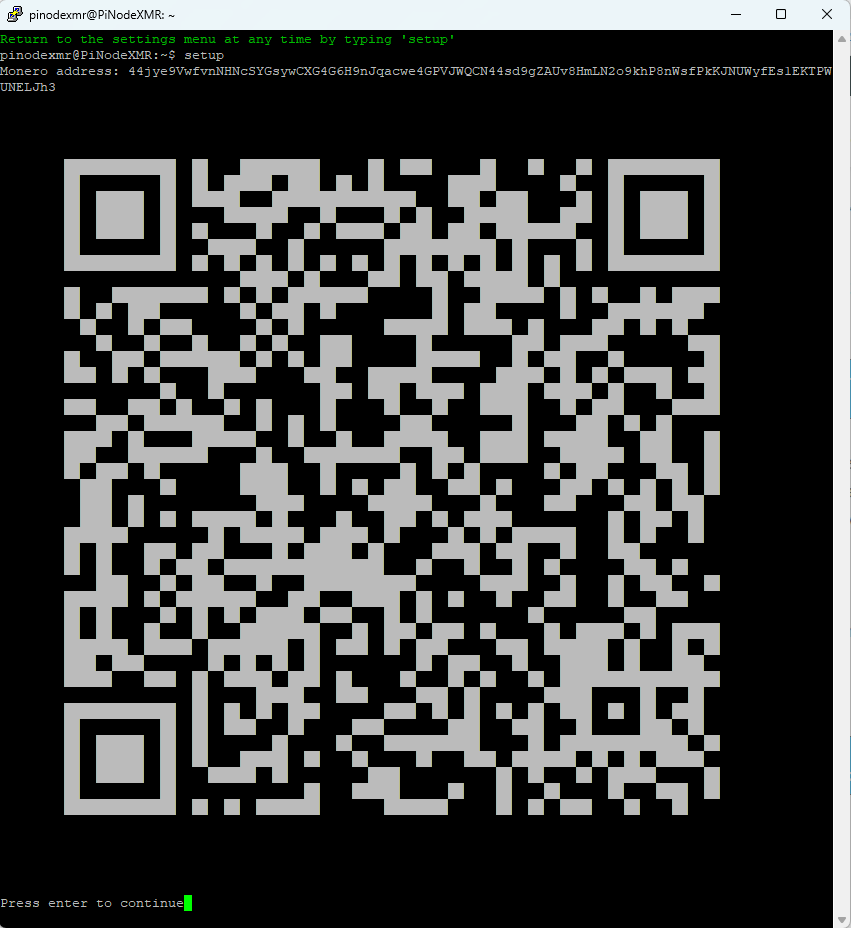 pinodexmr@PiNodeXMR: ~
Return to the settings menu at any time by typing 'setup'
pinodexmr@PiNodeXMR:~$ setup
Monero address: 44jye9VwfvnNHNcSYGsywCXG4G6H9nJqacwe4GPVJWQCN44sd9gZAUv8HmLN2o9khP8nWsfPkKJNUWyfEs1EKTPW
UNELJh3
Press enter to continue